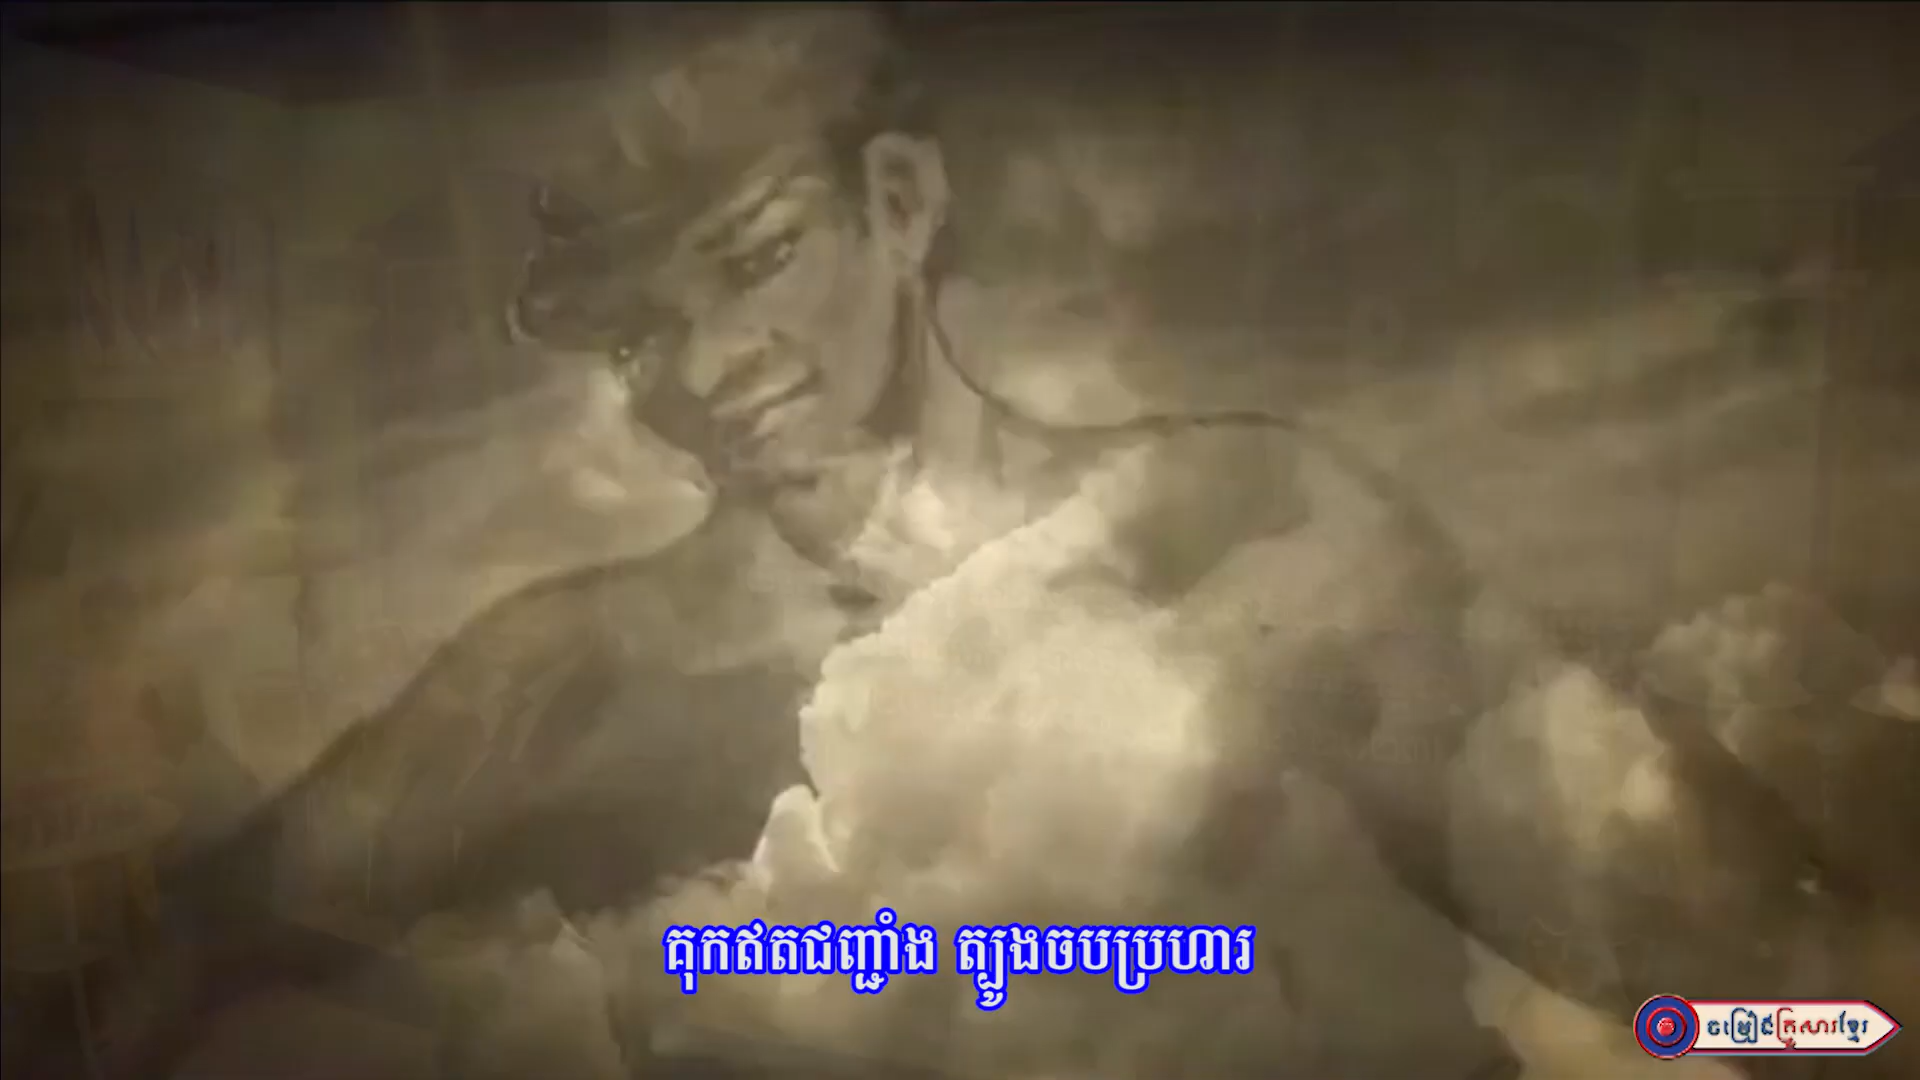 គុកឥតជញ្ជាំង ត្បូងចបប្រហារ
ចម្រៀងគ្រួសារខ្មែរ